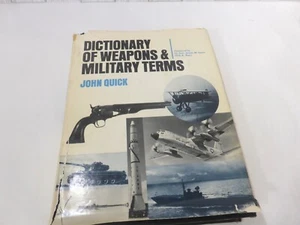 DICTIONARY
OF WEAPONS &
MILITARY TERMS
JOHN QUICK